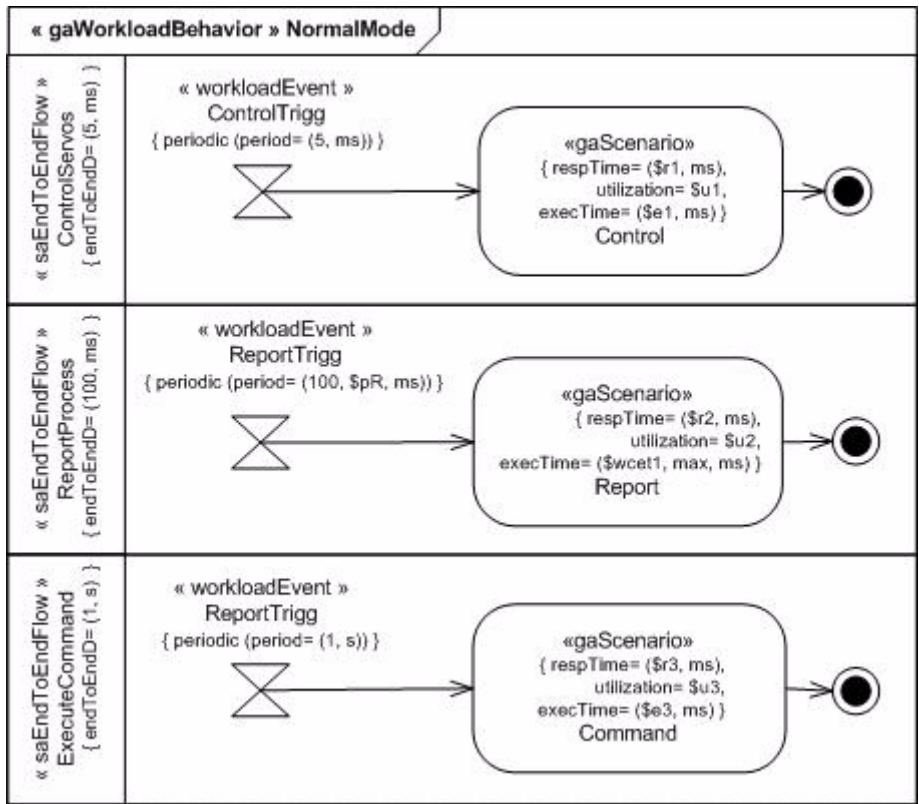 « gaWorkloadBehavior » NormalMode
« saEndToEndFlow »
ControlServos
{ endToEndD= (5, ms) }
« workloadEvent »
ControlTrigg
{ periodic (period= (5, ms)) }
«gaScenario»
{ respTime= ($r1, ms),
utilization= $u1,
execTime= ($e1, ms) }
Control
« saEndToEndFlow »
ReportProcess
{ endToEndD= (100, ms) }
« workloadEvent »
ReportTrigg
{ periodic (period= (100, $pR, ms)) }
«gaScenario»
{ respTime= ($r2, ms),
utilization= $u2,
execTime= ($wcet1, max, ms) }
Report
« saEndToEndFlow »
ExecuteCommand
{ endToEndD= (1, s) }
« workloadEvent »
ReportTrigg
{ periodic (period= (1, s)) }
«gaScenario»
{ respTime= ($r3, ms),
utilization= $u3,
execTime= ($e3, ms) }
Command